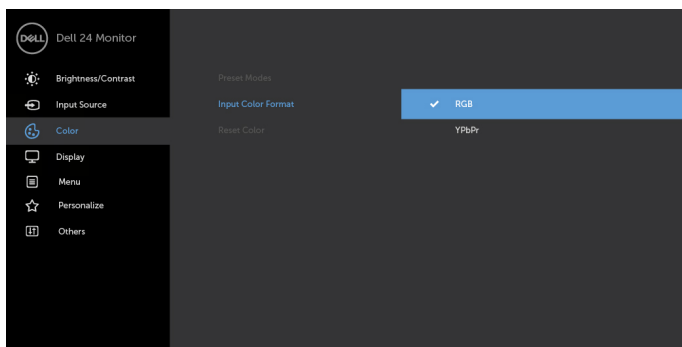 DELL Dell 24 Monitor
Brightness/Contrast
Preset Modes
Input Source
Input Color Format
RGB
Color
Reset Color
YPbPr
Display
Menu
Personalize
Others